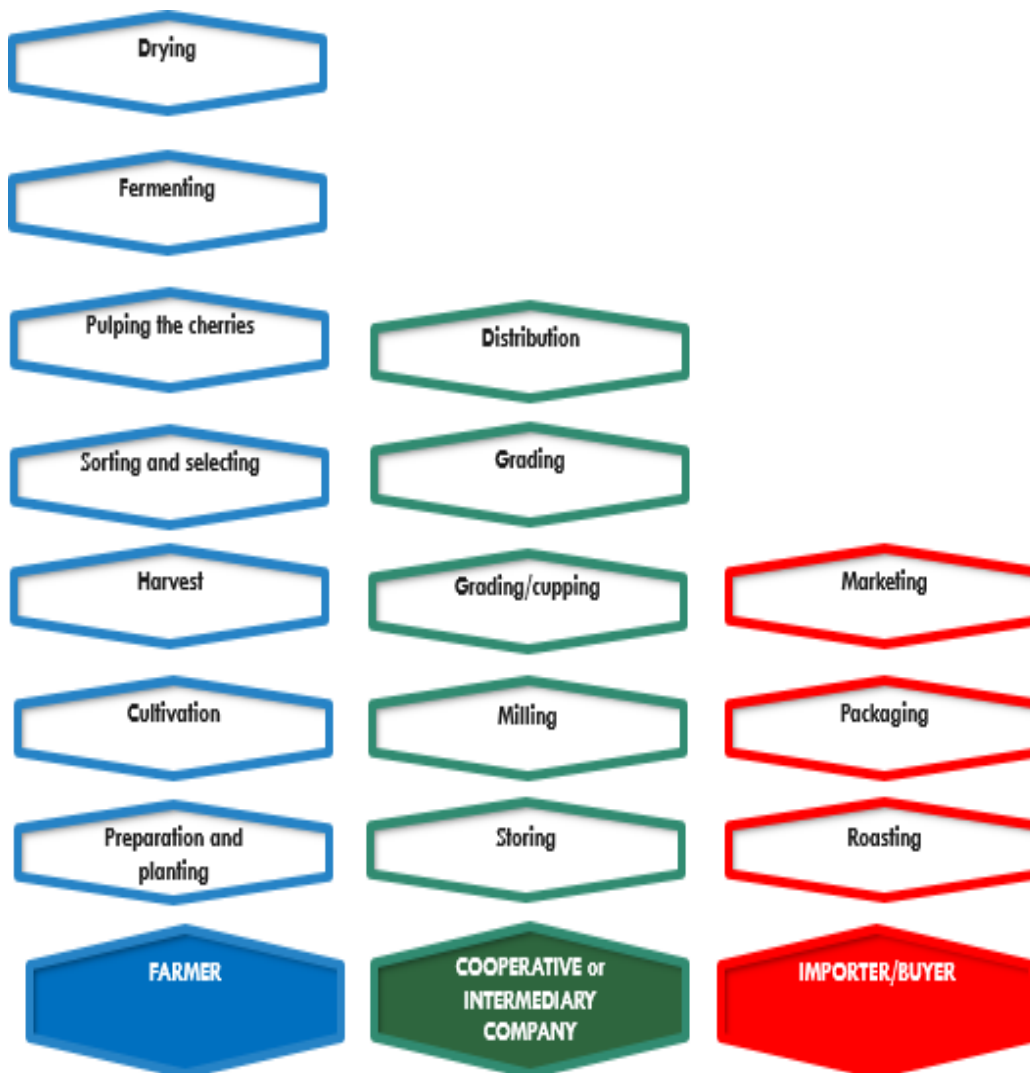 Drying
Fermenting
Pulping the cherries
Distribution
Sorting and selecting
Grading
Harvest
Grading/cupping
Marketing
Cultivation
Milling
Packaging
Preparation and
planting
Storing
Roasting
FARMER
COOPERATIVE or
INTERMEDIARY
COMPANY
IMPORTER/BUYER